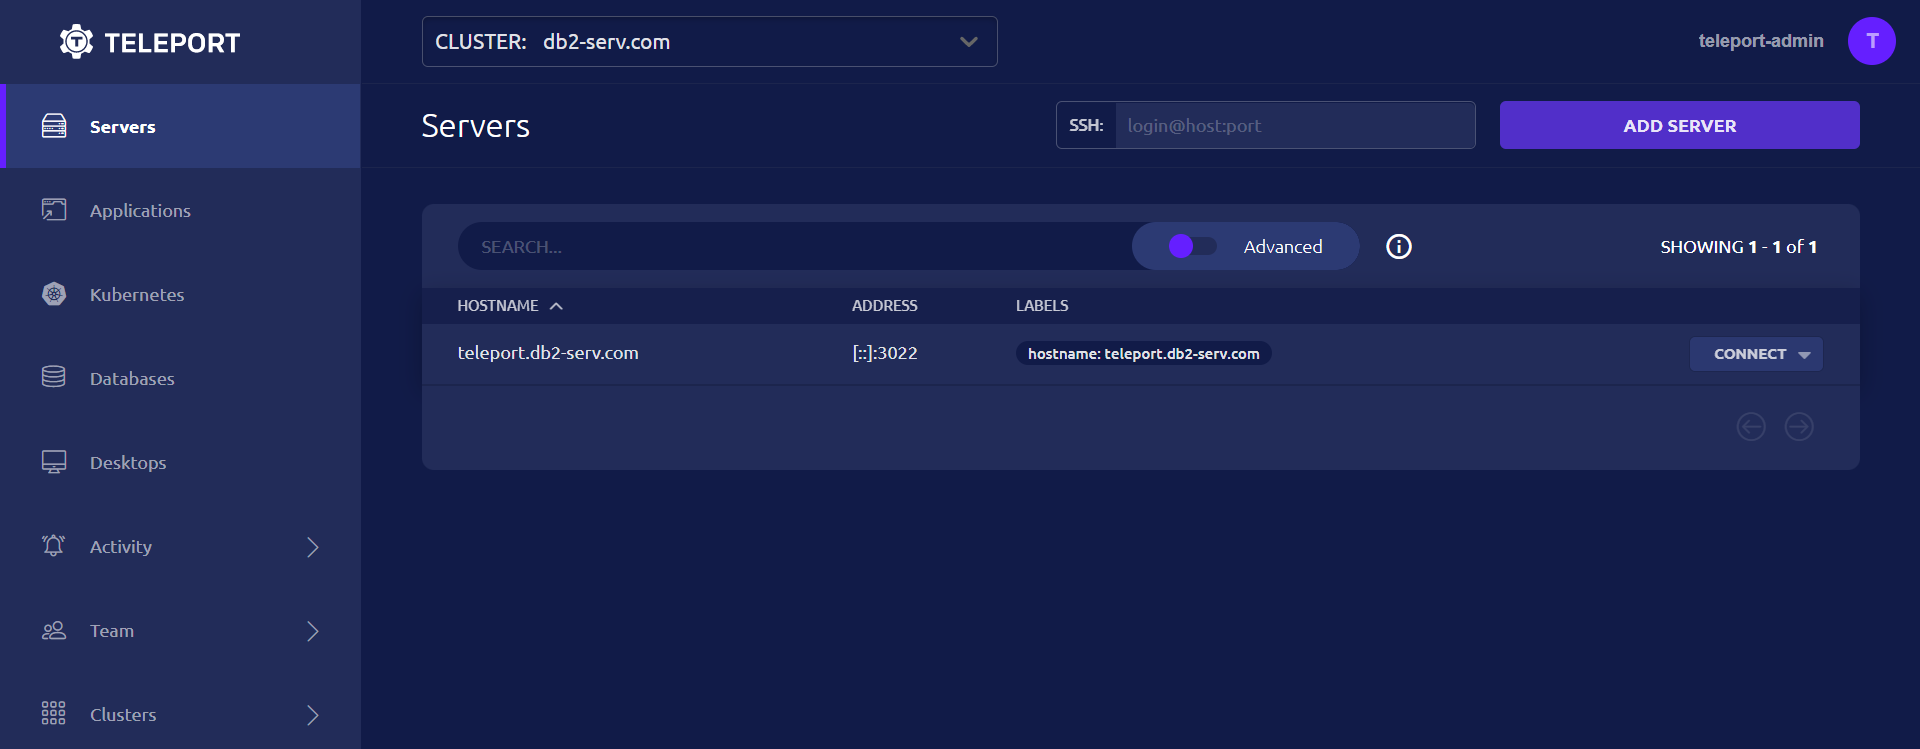 TELEPORT
CLUSTER: db2-serv.com
teleport-admin
T
Servers
Applications
Kubernetes
Databases
Desktops
Activity
Team
Clusters
Servers
SSH: login@host:port
ADD SERVER
SEARCH...
Advanced
SHOWING 1 - 1 of 1
HOSTNAME ADDRESS LABELS
teleport.db2-serv.com [::]:3022 hostname: teleport.db2-serv.com CONNECT